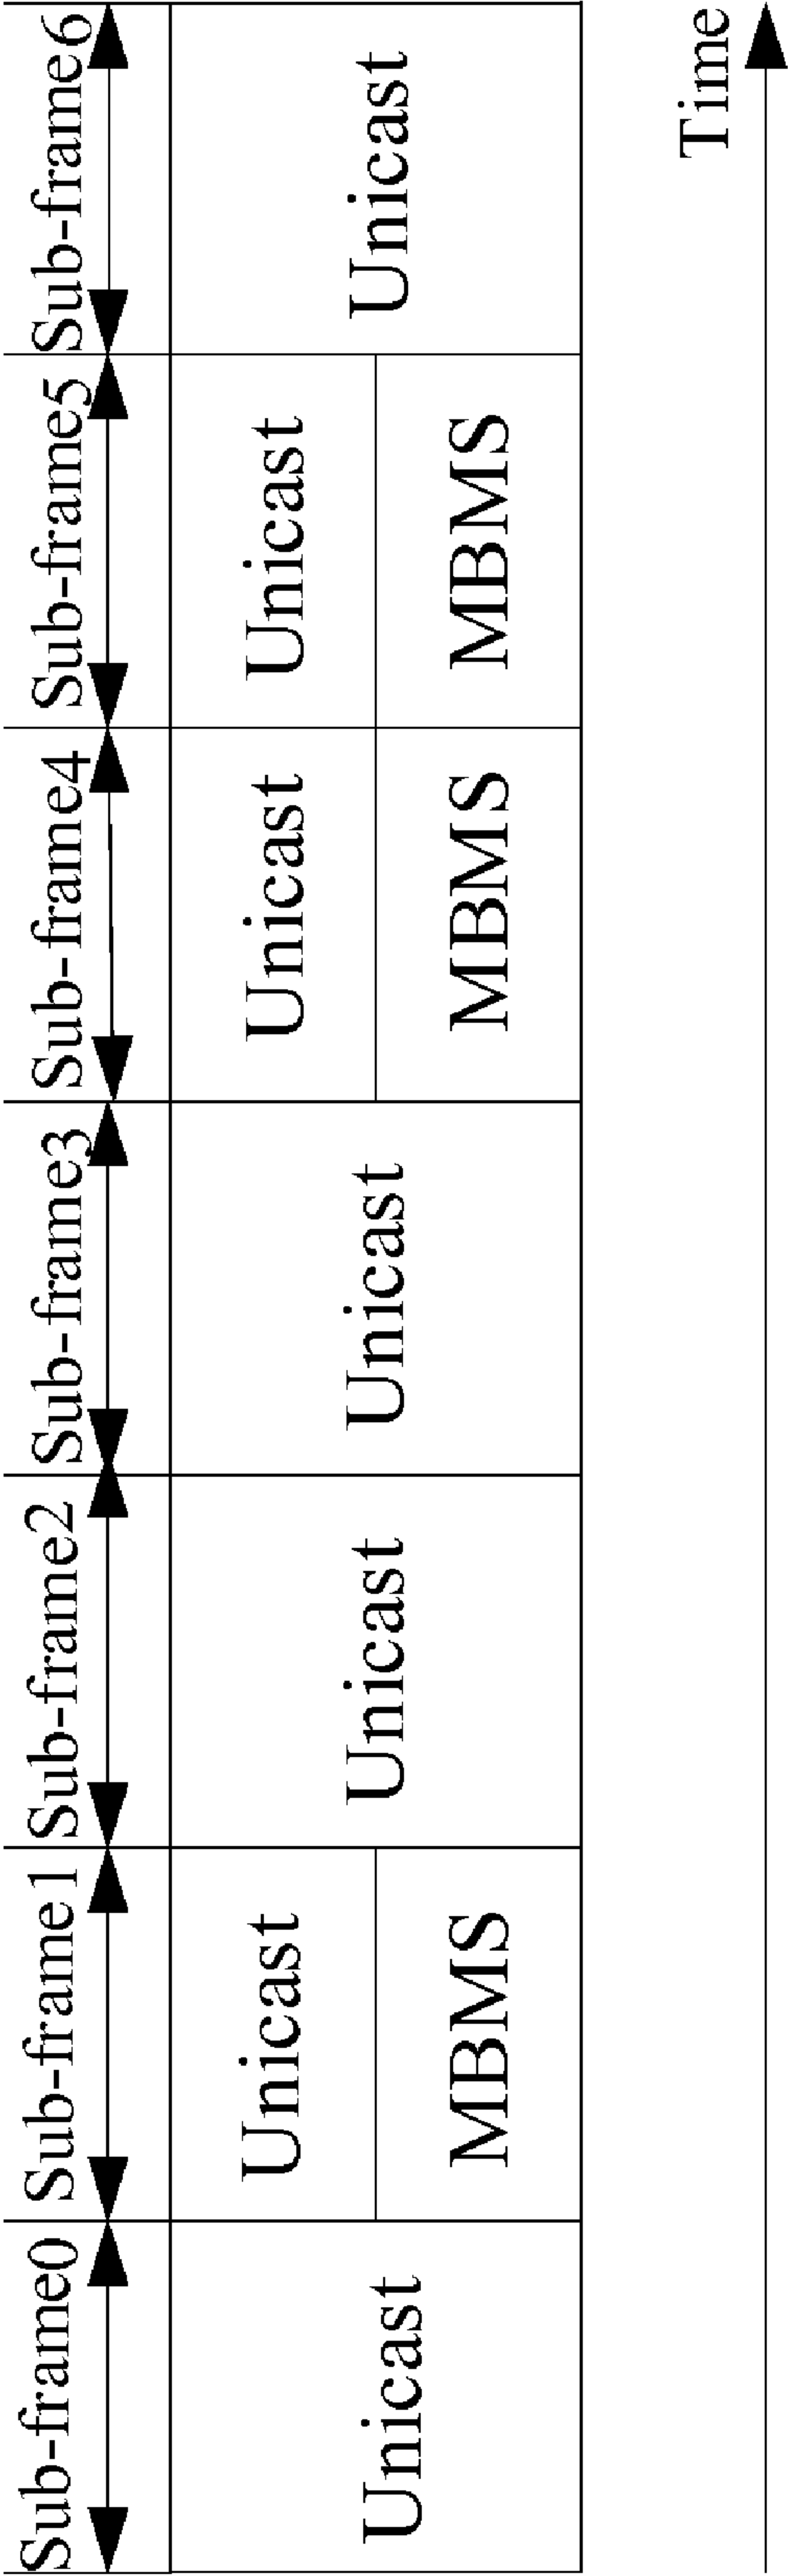 Sub-frame0
Sub-frame1
Sub-frame2
Sub-frame3
Sub-frame4
Sub-frame5
Sub-frame6
Unicast
Unicast
MBMS
Unicast
Unicast
Unicast
MBMS
Unicast
MBMS
Unicast
Time